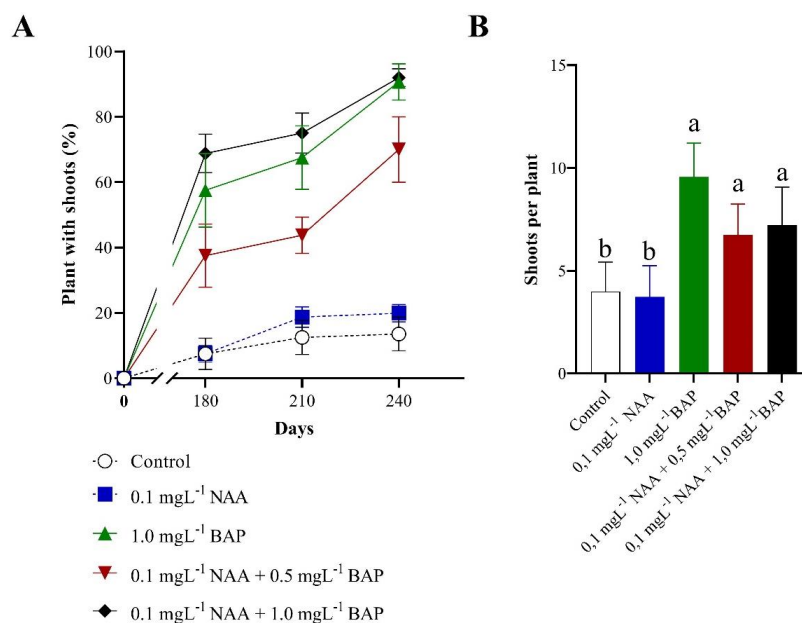 A
Plant with shoots (%)
100
80
60
40
20
0
0
180
210
240
Days
Control
0.1 mgL⁻¹ NAA
1.0 mgL⁻¹ BAP
0.1 mgL⁻¹ NAA + 0.5 mgL⁻¹ BAP
0.1 mgL⁻¹ NAA + 1.0 mgL⁻¹ BAP
B
Shoots per plant
15
10
5
0
b
b
a
a
a
Control
0,1 mgL⁻¹ NAA
1,0 mgL⁻¹BAP
0,1 mgL⁻¹ NAA + 0,5 mgL⁻¹BAP
0,1 mgL⁻¹ NAA + 1,0 mgL⁻¹BAP